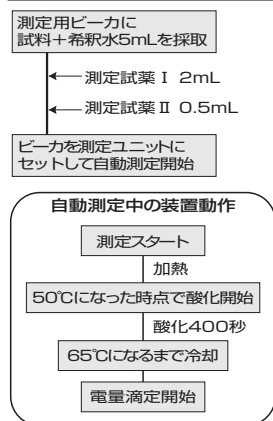 測定用ビーカに
試料＋希釈水5mLを採取
測定試薬Ⅰ 2mL
測定試薬Ⅱ 0.5mL
ビーカを測定ユニットに
セットして自動測定開始
自動測定中の装置動作
測定スタート
加熱
50℃になった時点で酸化開始
酸化400秒
65℃になるまで冷却
電量滴定開始